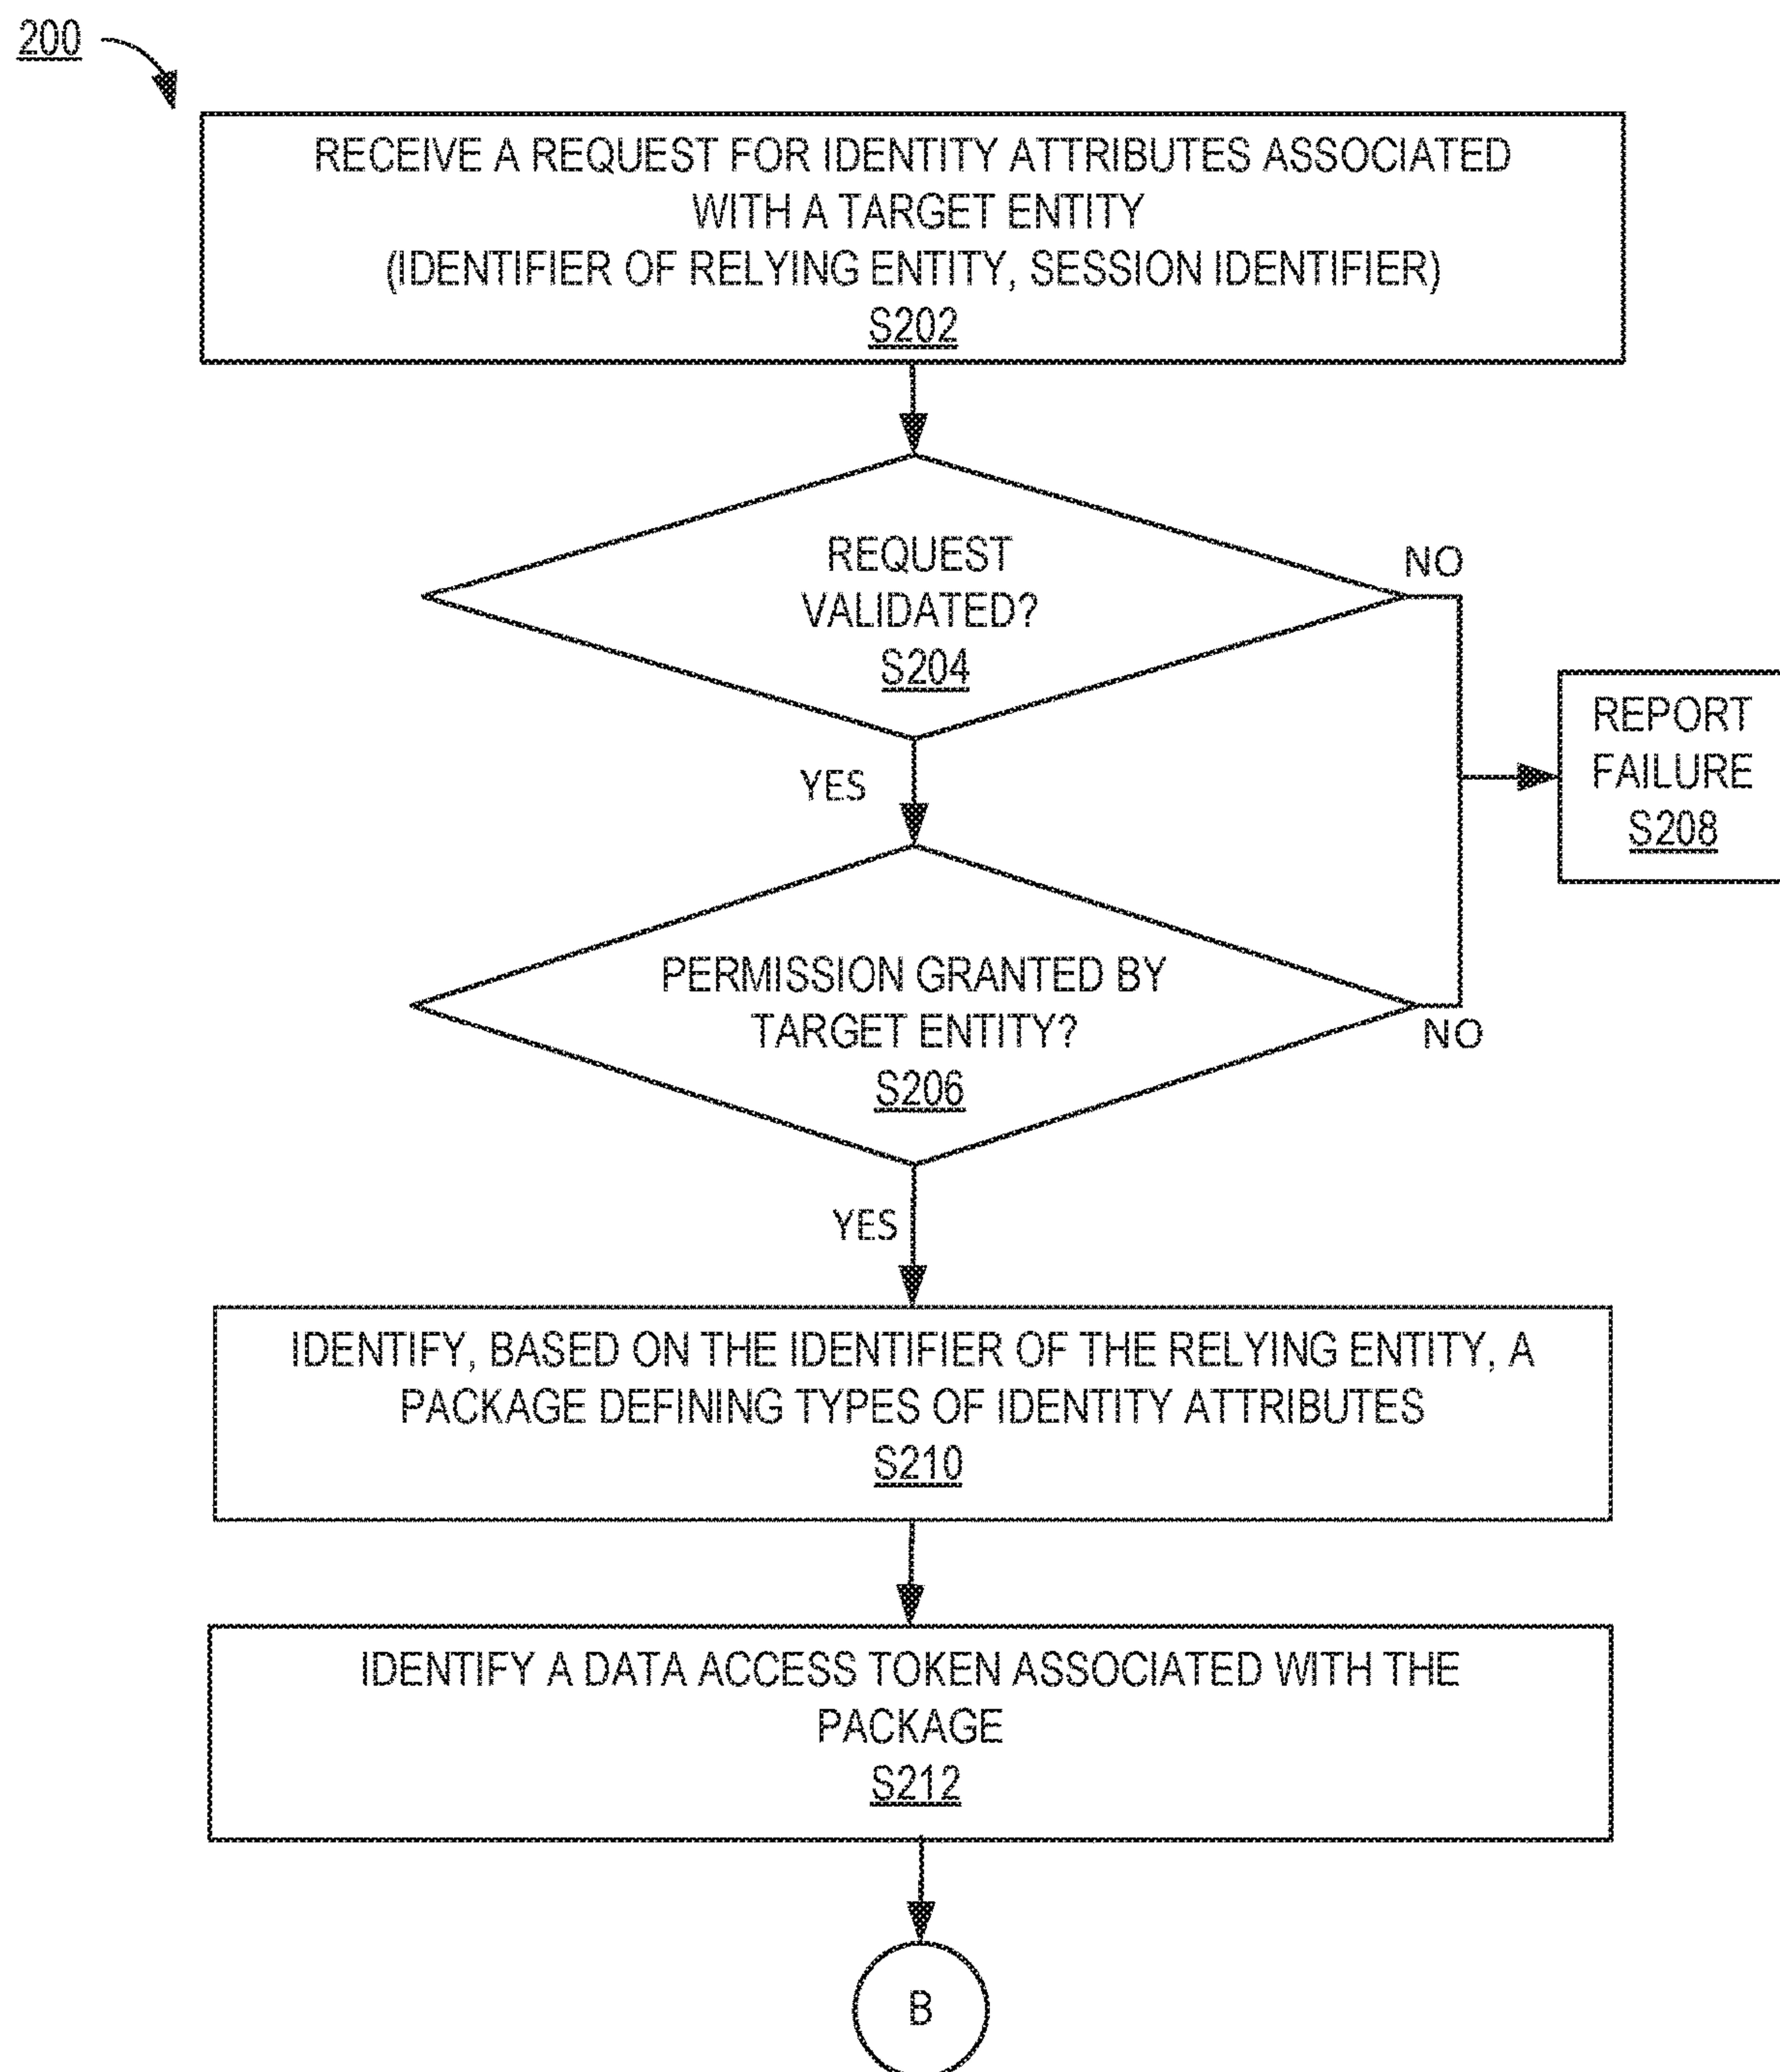 200
RECEIVE A REQUEST FOR IDENTITY ATTRIBUTES ASSOCIATED
WITH A TARGET ENTITY
(IDENTIFIER OF RELYING ENTITY, SESSION IDENTIFIER)
S202
REQUEST
VALIDATED?
S204
NO
YES
REPORT
FAILURE
S208
PERMISSION GRANTED BY
TARGET ENTITY?
S206
NO
YES
IDENTIFY, BASED ON THE IDENTIFIER OF THE RELYING ENTITY, A
PACKAGE DEFINING TYPES OF IDENTITY ATTRIBUTES
S210
IDENTIFY A DATA ACCESS TOKEN ASSOCIATED WITH THE
PACKAGE
S212
B